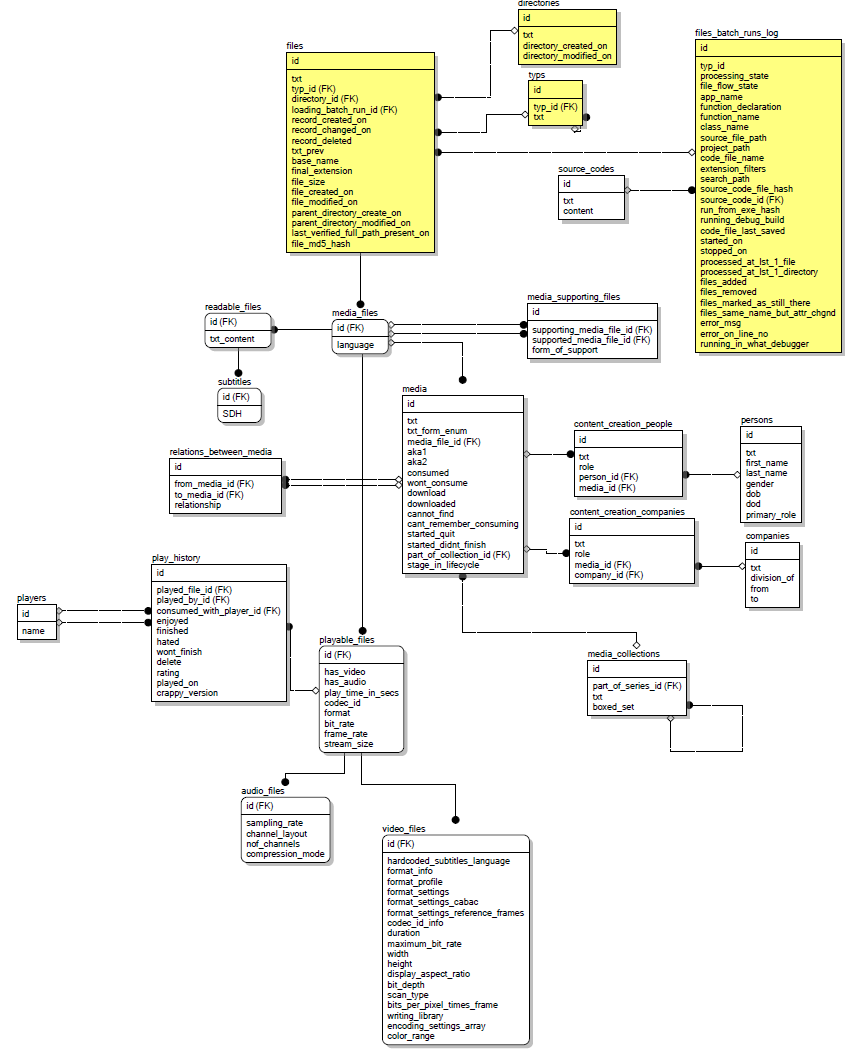 directories
id
txt
directory_created_on
directory_modified_on
files
id
txt
typ_id (FK)
directory_id (FK)
loading_batch_run_id (FK)
record_created_on
record_changed_on
record_deleted
txt_prev
base_name
final_extension
file_size
file_created_on
file_modified_on
parent_directory_create_on
parent_directory_modified_on
last_verified_full_path_present_on
file_md5_hash
typs
id
typ_id (FK)
txt
files_batch_runs_log
id
typ_id
processing_state
file_flow_state
app_name
function_declaration
function_name
class_name
source_file_path
project_path
code_file_name
extension_filters
search_path
source_code_file_hash
source_code_id (FK)
run_from_exe_hash
running_debug_build
code_file_last_saved
started_on
stopped_on
processed_at_lst_1_file
processed_at_lst_1_directory
files_added
files_removed
files_marked_as_still_there
files_same_name_but_attr_chgnd
error_msg
error_on_line_no
running_in_what_debugger
source_codes
id
txt
content
readable_files
id (FK)
txt_content
media_files
id (FK)
language
media_supporting_files
id
supporting_media_file_id (FK)
supported_media_file_id (FK)
form_of_support
subtitles
id (FK)
SDH
media
id
txt
txt_form_enum
media_file_id (FK)
aka1
aka2
consumed
wont_consume
download
downloaded
cannot_find
cant_remember_consuming
started_quit
started_didnt_finish
part_of_collection_id (FK)
stage_in_lifecycle
content_creation_people
id
txt
role
person_id (FK)
media_id (FK)
persons
id
txt
first_name
last_name
gender
dob
dod
primary_role
relations_between_media
id
from_media_id (FK)
to_media_id (FK)
relationship
content_creation_companies
id
txt
role
media_id (FK)
company_id (FK)
companies
id
txt
division_of
from
to
play_history
id
played_file_id (FK)
played_by_id (FK)
consumed_with_player_id (FK)
enjoyed
finished
hated
wont_finish
delete
rating
played_on
crappy_version
players
id
name
playable_files
id (FK)
has_video
has_audio
play_time_in_secs
codec_id
format
bit_rate
frame_rate
stream_size
media_collections
id
part_of_series_id (FK)
txt
boxed_set
audio_files
id (FK)
sampling_rate
channel_layout
nof_channels
compression_mode
video_files
id (FK)
hardcoded_subtitles_language
format_info
format_profile
format_settings
format_settings_cabac
format_settings_reference_frames
codec_id_info
duration
maximum_bit_rate
width
height
display_aspect_ratio
bit_depth
scan_type
bits_per_pixel_times_frame
writing_library
encoding_settings_array
color_range